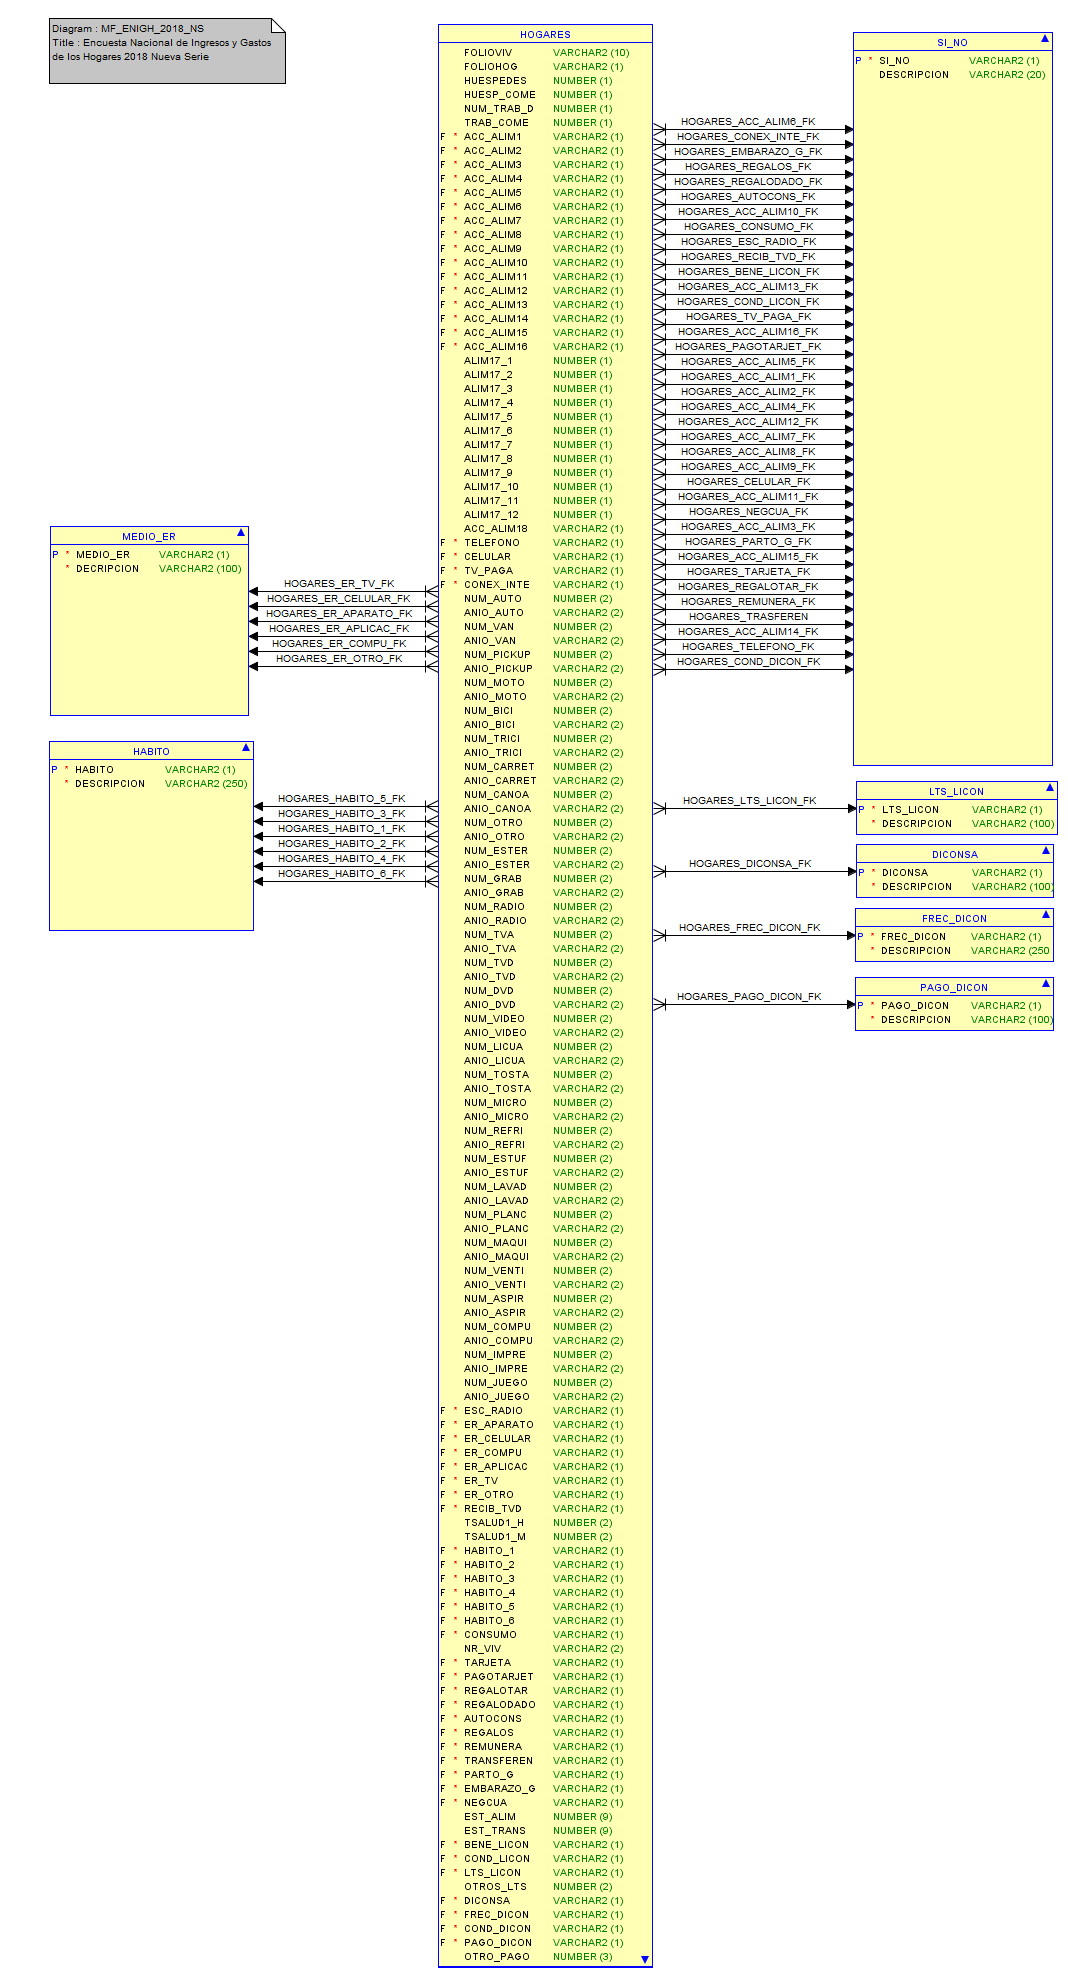 Diagram : MF_ENIGH_2018_NS
Title : Encuesta Nacional de Ingresos y Gastos
de los Hogares 2018 Nueva Serie
HOGARES
FOLIOVIV VARCHAR2 (10)
FOLIOHOG VARCHAR2 (1)
HUESPEDES NUMBER (1)
HUESP_COME NUMBER (1)
NUM_TRAB_D NUMBER (1)
TRAB_COME NUMBER (1)
F * ACC_ALIM1 VARCHAR2 (1)
F * ACC_ALIM2 VARCHAR2 (1)
F * ACC_ALIM3 VARCHAR2 (1)
F * ACC_ALIM4 VARCHAR2 (1)
F * ACC_ALIM5 VARCHAR2 (1)
F * ACC_ALIM6 VARCHAR2 (1)
F * ACC_ALIM7 VARCHAR2 (1)
F * ACC_ALIM8 VARCHAR2 (1)
F * ACC_ALIM9 VARCHAR2 (1)
F * ACC_ALIM10 VARCHAR2 (1)
F * ACC_ALIM11 VARCHAR2 (1)
F * ACC_ALIM12 VARCHAR2 (1)
F * ACC_ALIM13 VARCHAR2 (1)
F * ACC_ALIM14 VARCHAR2 (1)
F * ACC_ALIM15 VARCHAR2 (1)
F * ACC_ALIM16 VARCHAR2 (1)
ALIM17_1 NUMBER (1)
ALIM17_2 NUMBER (1)
ALIM17_3 NUMBER (1)
ALIM17_4 NUMBER (1)
ALIM17_5 NUMBER (1)
ALIM17_6 NUMBER (1)
ALIM17_7 NUMBER (1)
ALIM17_8 NUMBER (1)
ALIM17_9 NUMBER (1)
ALIM17_10 NUMBER (1)
ALIM17_11 NUMBER (1)
ALIM17_12 NUMBER (1)
ACC_ALIM18 VARCHAR2 (1)
F * TELEFONO VARCHAR2 (1)
F * CELULAR VARCHAR2 (1)
F * TV_PAGA VARCHAR2 (1)
F * CONEX_INTE VARCHAR2 (1)
NUM_AUTO NUMBER (2)
ANIO_AUTO VARCHAR2 (2)
NUM_VAN NUMBER (2)
ANIO_VAN VARCHAR2 (2)
NUM_PICKUP NUMBER (2)
ANIO_PICKUP VARCHAR2 (2)
NUM_MOTO NUMBER (2)
ANIO_MOTO VARCHAR2 (2)
NUM_BICI NUMBER (2)
ANIO_BICI VARCHAR2 (2)
NUM_TRICI NUMBER (2)
ANIO_TRICI VARCHAR2 (2)
NUM_CARRET NUMBER (2)
ANIO_CARRET VARCHAR2 (2)
NUM_CANOA NUMBER (2)
ANIO_CANOA VARCHAR2 (2)
NUM_OTRO NUMBER (2)
ANIO_OTRO VARCHAR2 (2)
NUM_ESTER NUMBER (2)
ANIO_ESTER VARCHAR2 (2)
NUM_GRAB NUMBER (2)
ANIO_GRAB VARCHAR2 (2)
NUM_RADIO NUMBER (2)
ANIO_RADIO VARCHAR2 (2)
NUM_TVA NUMBER (2)
ANIO_TVA VARCHAR2 (2)
NUM_TVD NUMBER (2)
ANIO_TVD VARCHAR2 (2)
NUM_DVD NUMBER (2)
ANIO_DVD VARCHAR2 (2)
NUM_VIDEO NUMBER (2)
ANIO_VIDEO VARCHAR2 (2)
NUM_LICUA NUMBER (2)
ANIO_LICUA VARCHAR2 (2)
NUM_TOSTA NUMBER (2)
ANIO_TOSTA VARCHAR2 (2)
NUM_MICRO NUMBER (2)
ANIO_MICRO VARCHAR2 (2)
NUM_REFRI NUMBER (2)
ANIO_REFRI VARCHAR2 (2)
NUM_ESTUF NUMBER (2)
ANIO_ESTUF VARCHAR2 (2)
NUM_LAVAD NUMBER (2)
ANIO_LAVAD VARCHAR2 (2)
NUM_PLANC NUMBER (2)
ANIO_PLANC VARCHAR2 (2)
NUM_MAQUI NUMBER (2)
ANIO_MAQUI VARCHAR2 (2)
NUM_VENTI NUMBER (2)
ANIO_VENTI VARCHAR2 (2)
NUM_ASPIR NUMBER (2)
ANIO_ASPIR VARCHAR2 (2)
NUM_COMPU NUMBER (2)
ANIO_COMPU VARCHAR2 (2)
NUM_IMPRE NUMBER (2)
ANIO_IMPRE VARCHAR2 (2)
NUM_JUEGO NUMBER (2)
ANIO_JUEGO VARCHAR2 (2)
F * ESC_RADIO VARCHAR2 (1)
F * ER_APARATO VARCHAR2 (1)
F * ER_CELULAR VARCHAR2 (1)
F * ER_COMPU VARCHAR2 (1)
F * ER_APLICAC VARCHAR2 (1)
F * ER_TV VARCHAR2 (1)
F * ER_OTRO VARCHAR2 (1)
F * RECIB_TVD VARCHAR2 (1)
TSALUD1_H NUMBER (2)
TSALUD1_M NUMBER (2)
F * HABITO_1 VARCHAR2 (1)
F * HABITO_2 VARCHAR2 (1)
F * HABITO_3 VARCHAR2 (1)
F * HABITO_4 VARCHAR2 (1)
F * HABITO_5 VARCHAR2 (1)
F * HABITO_6 VARCHAR2 (1)
F * CONSUMO VARCHAR2 (1)
NR_VIV VARCHAR2 (2)
F * TARJETA VARCHAR2 (1)
F * PAGOTARJET VARCHAR2 (1)
F * REGALOTAR VARCHAR2 (1)
F * REGALODADO VARCHAR2 (1)
F * AUTOCONS VARCHAR2 (1)
F * REGALOS VARCHAR2 (1)
F * REMUNERA VARCHAR2 (1)
F * TRANSFEREN VARCHAR2 (1)
F * PARTO_G VARCHAR2 (1)
F * EMBARAZO_G VARCHAR2 (1)
F * NEGCUA VARCHAR2 (1)
EST_ALIM NUMBER (9)
EST_TRANS NUMBER (9)
F * BENE_LICON VARCHAR2 (1)
F * COND_LICON VARCHAR2 (1)
F * LTS_LICON VARCHAR2 (1)
OTROS_LTS NUMBER (2)
F * DICONSA VARCHAR2 (1)
F * FREC_DICON VARCHAR2 (1)
F * COND_DICON VARCHAR2 (1)
F * PAGO_DICON VARCHAR2 (1)
OTRO_PAGO NUMBER (3)
HOGARES_ACC_ALIM6_FK
HOGARES_CONEX_INTE_FK
HOGARES_EMBARAZO_G_FK
HOGARES_REGALOS_FK
HOGARES_REGALODADO_FK
HOGARES_AUTOCONS_FK
HOGARES_ACC_ALIM10_FK
HOGARES_CONSUMO_FK
HOGARES_ESC_RADIO_FK
HOGARES_RECIB_TVD_FK
HOGARES_BENE_LICON_FK
HOGARES_ACC_ALIM13_FK
HOGARES_COND_LICON_FK
HOGARES_TV_PAGA_FK
HOGARES_ACC_ALIM16_FK
HOGARES_PAGOTARJET_FK
HOGARES_ACC_ALIM5_FK
HOGARES_ACC_ALIM1_FK
HOGARES_ACC_ALIM2_FK
HOGARES_ACC_ALIM4_FK
HOGARES_ACC_ALIM12_FK
HOGARES_ACC_ALIM7_FK
HOGARES_ACC_ALIM8_FK
HOGARES_ACC_ALIM9_FK
HOGARES_CELULAR_FK
HOGARES_ACC_ALIM11_FK
HOGARES_NEGCUA_FK
HOGARES_ACC_ALIM3_FK
HOGARES_PARTO_G_FK
HOGARES_ACC_ALIM15_FK
HOGARES_TARJETA_FK
HOGARES_REGALOTAR_FK
HOGARES_REMUNERA_FK
HOGARES_TRASFEREN
HOGARES_ACC_ALIM14_FK
HOGARES_TELEFONO_FK
HOGARES_COND_DICON_FK
SI_NO
P * SI_NO VARCHAR2 (1)
DESCRIPCION VARCHAR2 (20)
MEDIO_ER
P * MEDIO_ER VARCHAR2 (1)
* DECRIPCION VARCHAR2 (100)
HOGARES_ER_TV_FK
HOGARES_ER_CELULAR_FK
HOGARES_ER_APARATO_FK
HOGARES_ER_APLICAC_FK
HOGARES_ER_COMPU_FK
HOGARES_ER_OTRO_FK
HABITO
P * HABITO VARCHAR2 (1)
* DESCRIPCION VARCHAR2 (250)
HOGARES_HABITO_5_FK
HOGARES_HABITO_3_FK
HOGARES_HABITO_1_FK
HOGARES_HABITO_2_FK
HOGARES_HABITO_4_FK
HOGARES_HABITO_6_FK
HOGARES_LTS_LICON_FK
LTS_LICON
P * LTS_LICON VARCHAR2 (1)
* DESCRIPCION VARCHAR2 (100)
HOGARES_DICONSA_FK
DICONSA
P * DICONSA VARCHAR2 (1)
* DESCRIPCION VARCHAR2 (100)
HOGARES_FREC_DICON_FK
FREC_DICON
P * FREC_DICON VARCHAR2 (1)
* DESCRIPCION VARCHAR2 (250
HOGARES_PAGO_DICON_FK
PAGO_DICON
P * PAGO_DICON VARCHAR2 (1)
* DESCRIPCION VARCHAR2 (100)